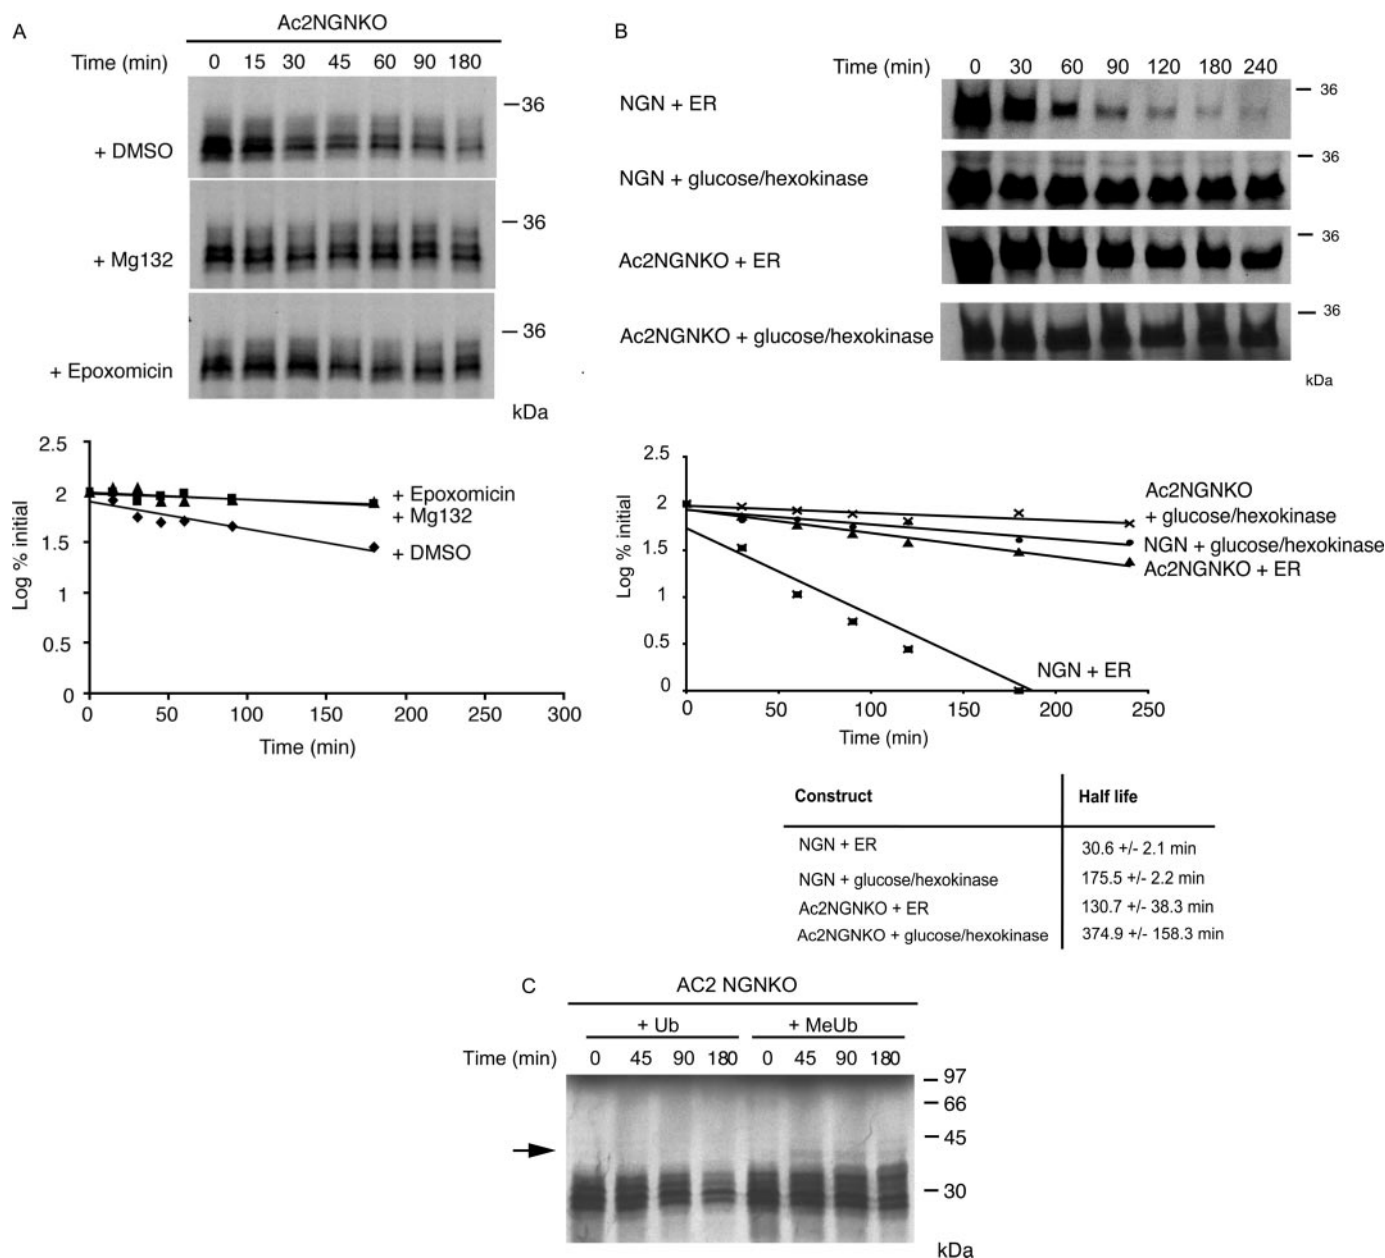 A
Ac2NGNKO
Time (min) 0 15 30 45 60 90 180
36
+ DMSO
36
+ Mg132
36
+ Epoxomicin
kDa
2.5
2
1.5
1
0.5
0
Log % initial
+ Epoxomicin
+ Mg132
+ DMSO
0 50 100 150 200 250 300
Time (min)
B
Time (min) 0 30 60 90 120 180 240
NGN + ER
36
NGN + glucose/hexokinase
36
Ac2NGNKO + ER
36
Ac2NGNKO + glucose/hexokinase
36
kDa
2.5
2
1.5
1
0.5
0
Log % initial
Ac2NGNKO
+ glucose/hexokinase
NGN + glucose/hexokinase
Ac2NGNKO + ER
NGN + ER
0 50 100 150 200 250
Time (min)
Construct Half life
NGN + ER 30.6 +/- 2.1 min
NGN + glucose/hexokinase 175.5 +/- 2.2 min
Ac2NGNKO + ER 130.7 +/- 38.3 min
Ac2NGNKO + glucose/hexokinase 374.9 +/- 158.3 min
C
AC2 NGNKO
+ Ub + MeUb
Time (min) 0 45 90 180 0 45 90 180
97
66
45
30
kDa